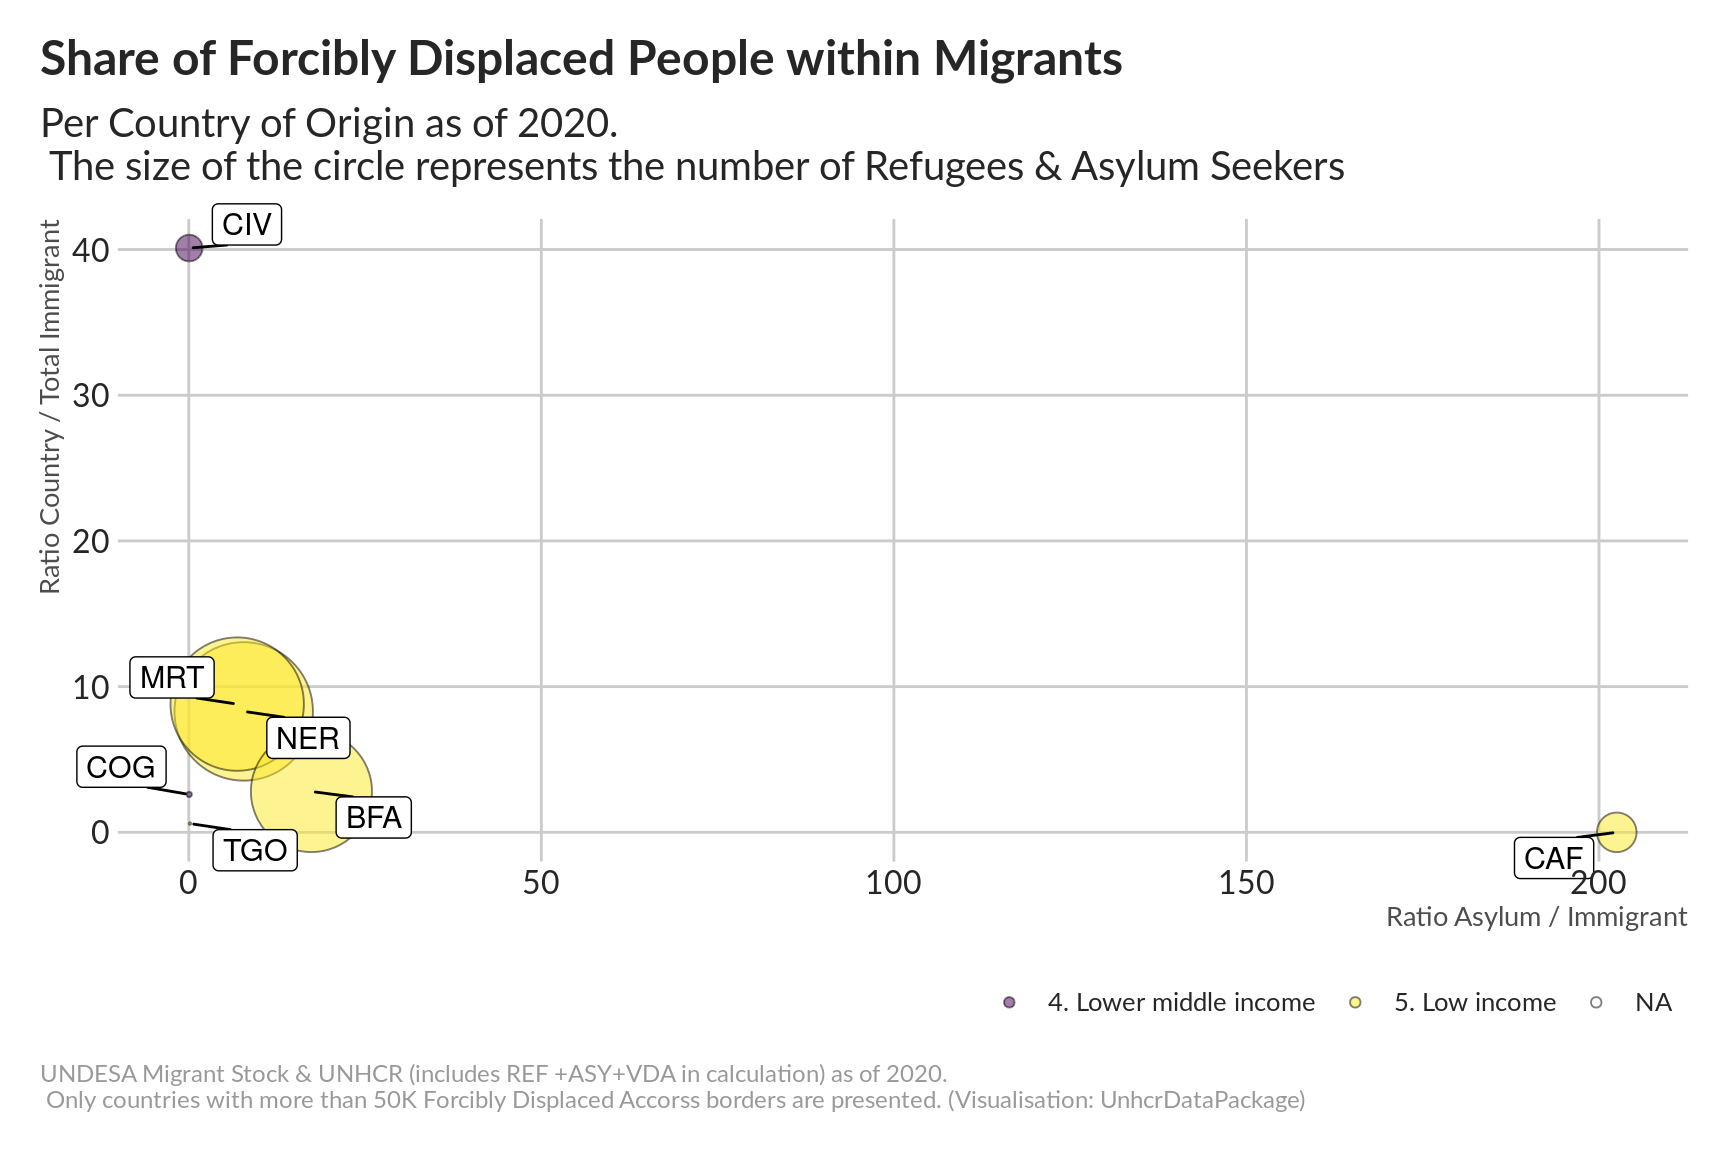 Share of Forcibly Displaced People within Migrants
Per Country of Origin as of 2020.
The size of the circle represents the number of Refugees & Asylum Seekers
Ratio Country / Total Immigrant
40
30
20
10
0
CIV
MRT
NER
COG
BFA
TGO
CAF
0
50
100
150
200
Ratio Asylum / Immigrant
4. Lower middle income
5. Low income
NA
UNDESA Migrant Stock & UNHCR (includes REF +ASY+VDA in calculation) as of 2020.
Only countries with more than 50K Forcibly Displaced Accorss borders are presented. (Visualisation: UnhcrDataPackage)